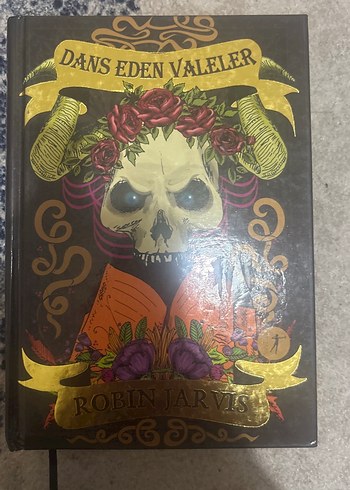 DANS EDEN VALELER
ROBIN JARVIS